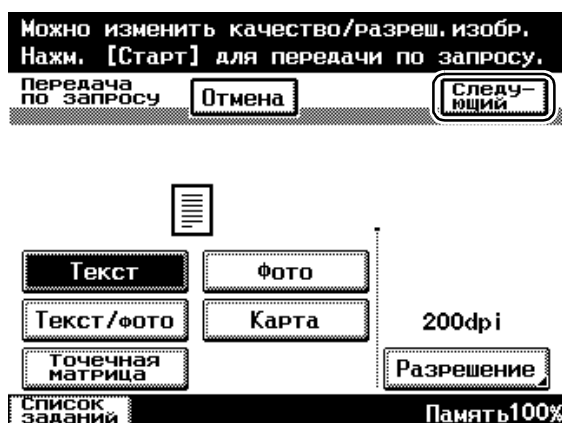 Можно изменить качество/разреш.изобр.
Нажм. [Старт] для передачи по запросу.
Передача
по запросу
Отмена
Следу-
ющий
Текст
Фото
Текст/фото
Карта
200dpi
Точечная
матрица
Разрешение
Список
заданий
Память100%